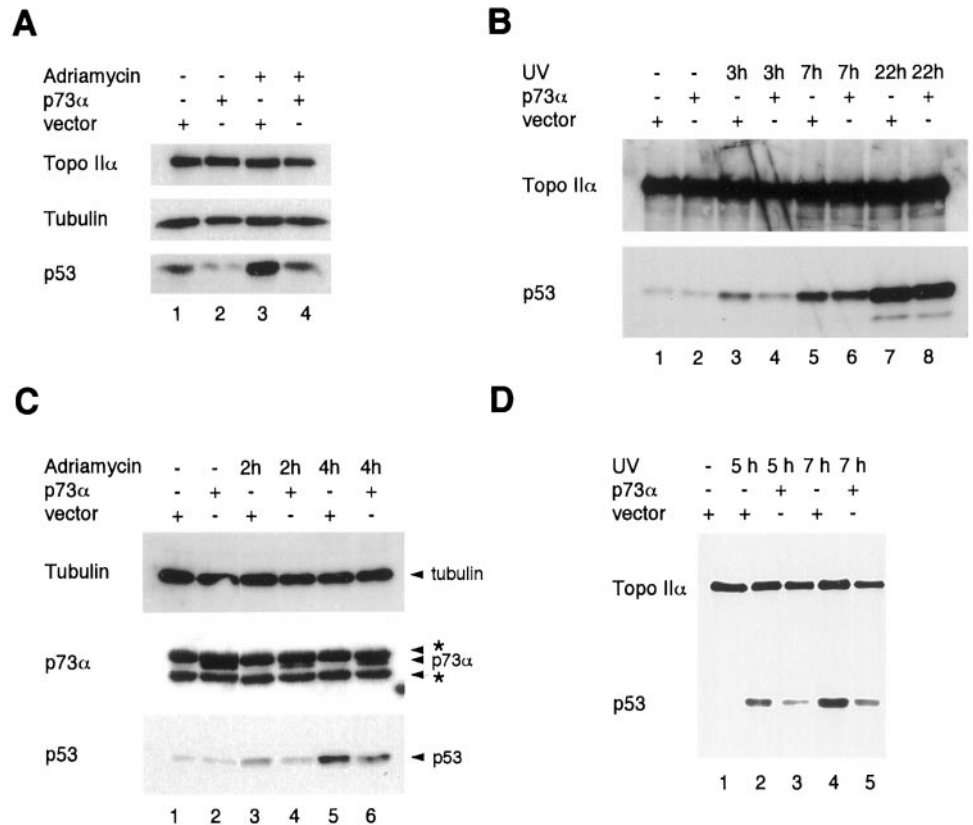 A
Adriamycin - - + +
p73α - + - +
vector + - + -
Topo IIα
Tubulin
p53
1 2 3 4
B
UV - - 3h 3h 7h 7h 22h 22h
p73α - + - + - + - +
vector + - + - + - + -
Topo IIα
p53
1 2 3 4 5 6 7 8
C
Adriamycin - - 2h 2h 4h 4h
p73α - + - + - +
vector + - + - + -
Tubulin ◄ tubulin
◄ *
p73α ◄ p73α
◄ *
p53 ◄ p53
1 2 3 4 5 6
D
UV - 5 h 5 h 7 h 7 h
p73α - - + - +
vector + + - + -
Topo IIα
p53
1 2 3 4 5